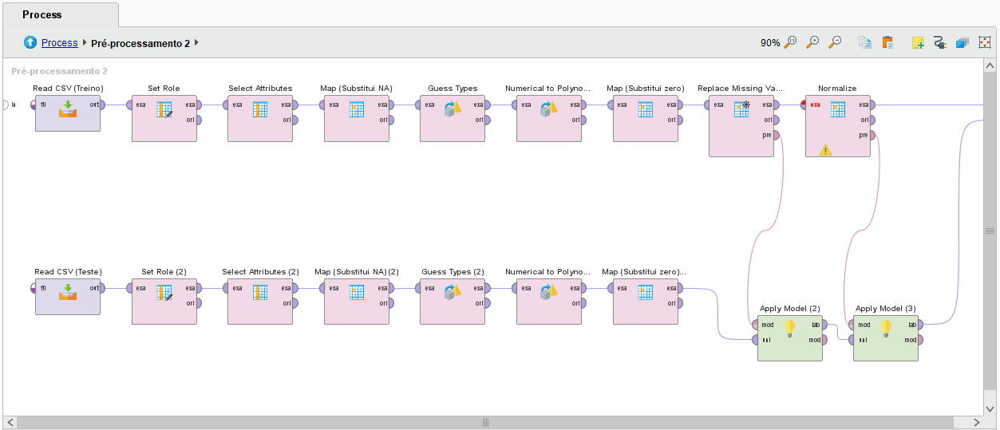 Process
Process Pré-processamento 2 90%
Pré-processamento 2
Read CSV (Treino) Set Role Select Attributes Map (Substitui NA) Guess Types Numerical to Polyno... Map (Substitui zero) Replace Missing Va... Normalize
In fil out exa exa exa exa exa exa exa exa exa exa exa exa exa exa exa exa
ori ori ori ori ori ori ori ori
pre pre
Read CSV (Teste) Set Role (2) Select Attributes (2) Map (Substitui NA) (2) Guess Types (2) Numerical to Polyno... Map (Substitui zero)...
fil out exa exa exa exa exa exa exa exa exa exa exa exa
ori ori ori ori ori ori
Apply Model (2) Apply Model (3)
mod lab mod lab
unl mod unl mod